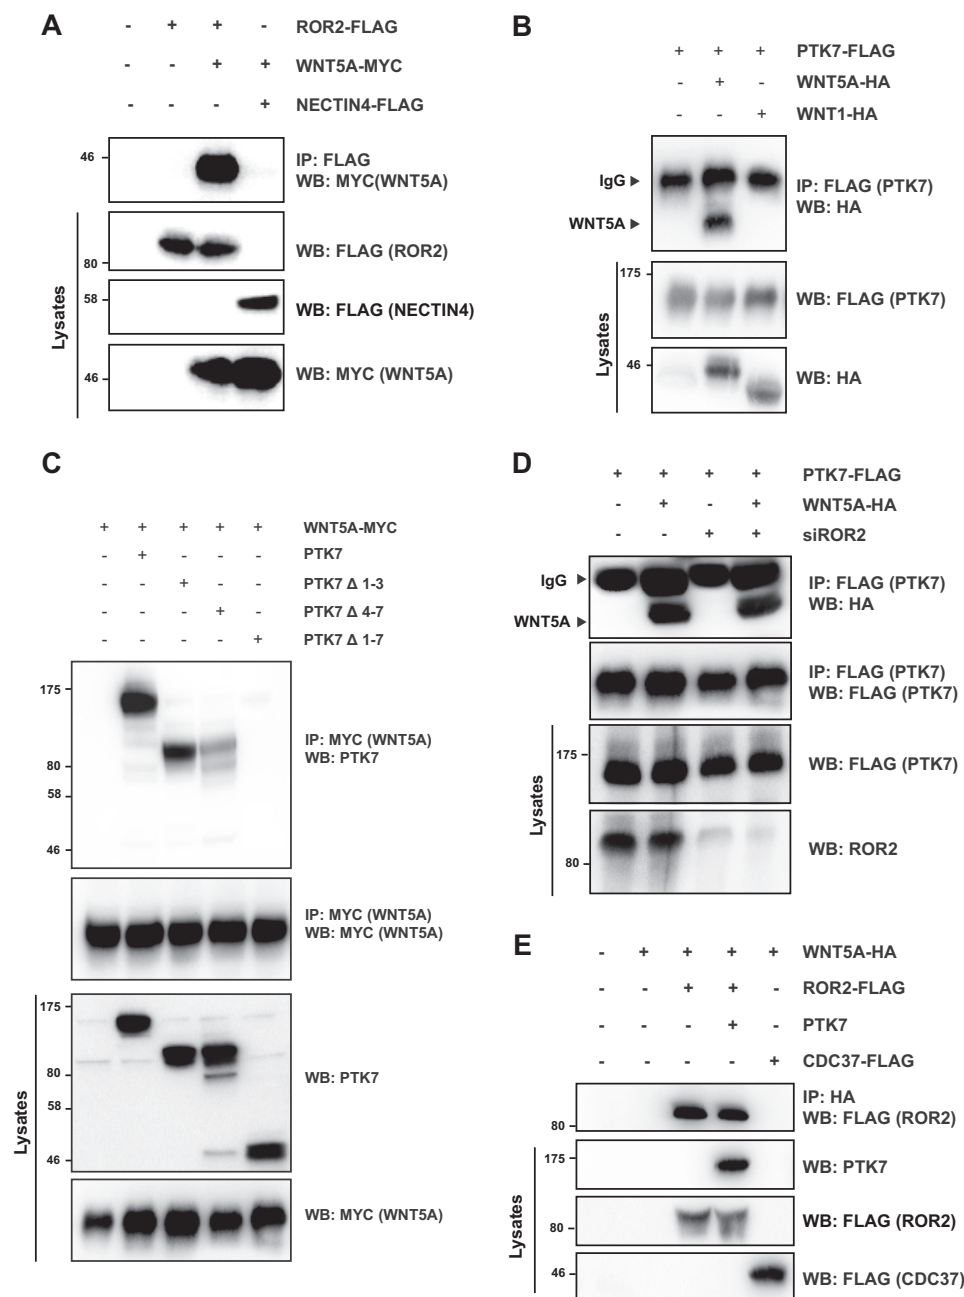 A
- + + - ROR2-FLAG
- - + + WNT5A-MYC
- - - + NECTIN4-FLAG
46
IP: FLAG
WB: MYC(WNT5A)
Lysates
80
WB: FLAG (ROR2)
58
WB: FLAG (NECTIN4)
46
WB: MYC (WNT5A)
B
+ + + PTK7-FLAG
- + - WNT5A-HA
- - + WNT1-HA
IgG
WNT5A
IP: FLAG (PTK7)
WB: HA
Lysates
175
WB: FLAG (PTK7)
46
WB: HA
C
+ + + + + WNT5A-MYC
- + - - - PTK7
- - + - - PTK7 Δ 1-3
- - - + - PTK7 Δ 4-7
- - - - + PTK7 Δ 1-7
175
80
58
46
IP: MYC (WNT5A)
WB: PTK7
IP: MYC (WNT5A)
WB: MYC (WNT5A)
Lysates
175
80
58
46
WB: PTK7
WB: MYC (WNT5A)
D
+ + + + PTK7-FLAG
- + - + WNT5A-HA
- - + + siROR2
IgG
WNT5A
IP: FLAG (PTK7)
WB: HA
IP: FLAG (PTK7)
WB: FLAG (PTK7)
Lysates
175
WB: FLAG (PTK7)
80
WB: ROR2
E
- + + + + WNT5A-HA
- - + + - ROR2-FLAG
- - - + - PTK7
- - - - + CDC37-FLAG
80
IP: HA
WB: FLAG (ROR2)
Lysates
175
WB: PTK7
80
WB: FLAG (ROR2)
46
WB: FLAG (CDC37)